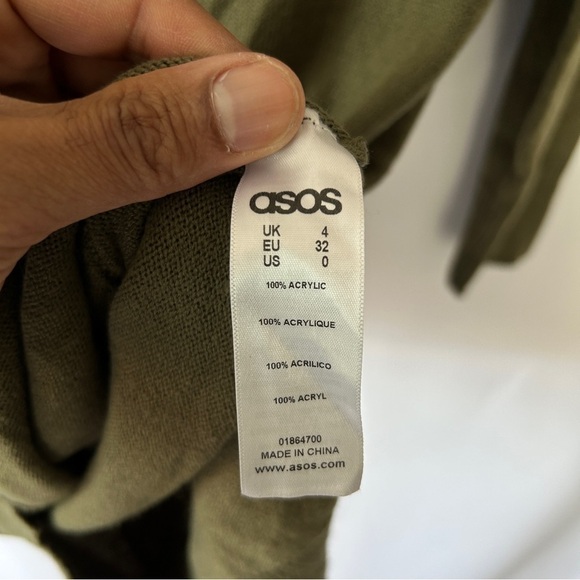 asos
UK 4
EU 32
US 0
100% ACRYLIC
100% ACRYLIQUE
100% ACRILICO
100% ACRYL
01864700
MADE IN CHINA
www.asos.com